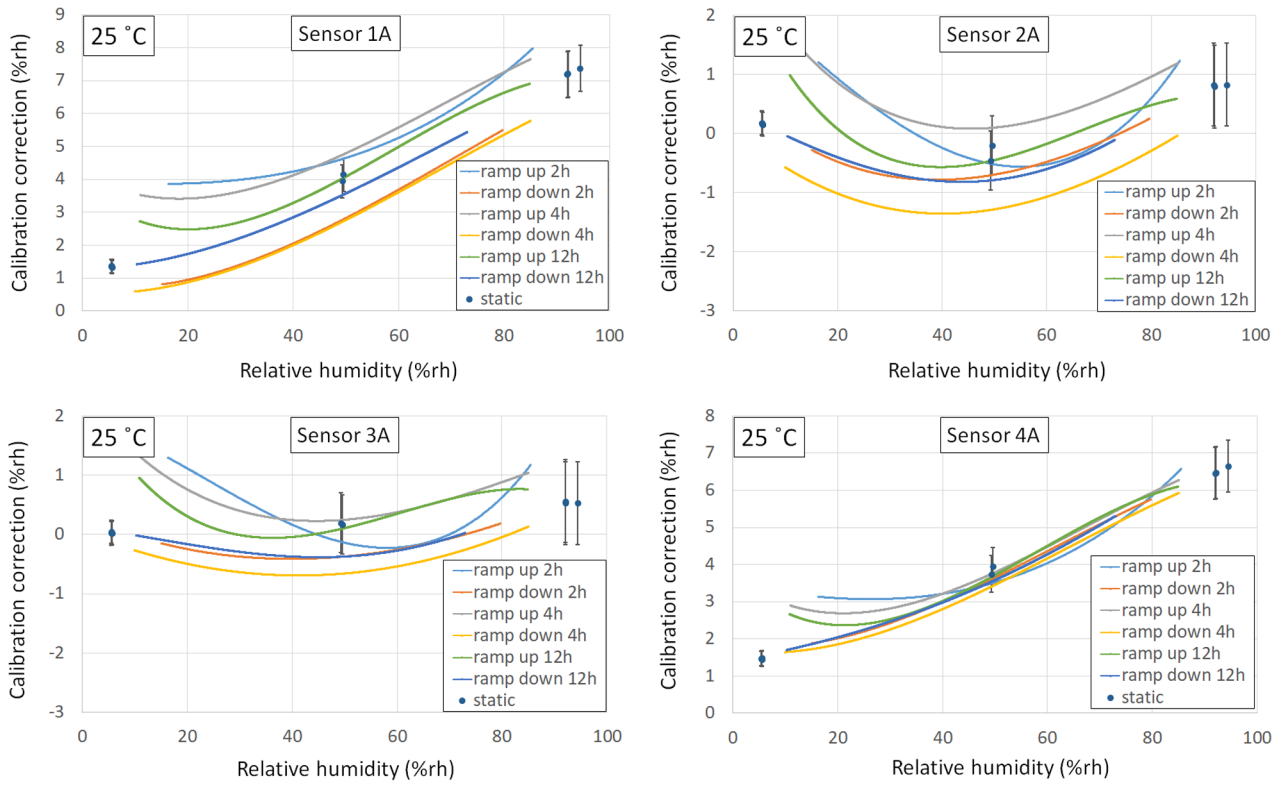 25 ˚C
Sensor 1A
Calibration correction (%rh)
9
8
7
6
5
4
3
2
1
0
0 20 40 60 80 100
Relative humidity (%rh)
ramp up 2h
ramp down 2h
ramp up 4h
ramp down 4h
ramp up 12h
ramp down 12h
static
25 ˚C
Sensor 2A
Calibration correction (%rh)
2
1
0
-1
-2
-3
0 20 40 60 80 100
Relative humidity (%rh)
ramp up 2h
ramp down 2h
ramp up 4h
ramp down 4h
ramp up 12h
ramp down 12h
25 ˚C
Sensor 3A
Calibration correction (%rh)
2
1
0
-1
-2
-3
0 20 40 60 80 100
Relative humidity (%rh)
ramp up 2h
ramp down 2h
ramp up 4h
ramp down 4h
ramp up 12h
ramp down 12h
static
25 ˚C
Sensor 4A
Calibration correction (%rh)
8
7
6
5
4
3
2
1
0
0 20 40 60 80 100
Relative humidity (%rh)
ramp up 2h
ramp down 2h
ramp up 4h
ramp down 4h
ramp up 12h
ramp down 12h
static